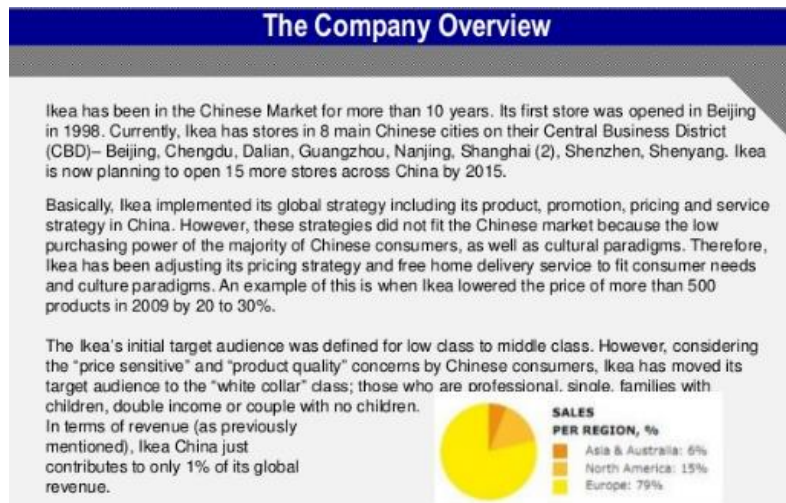 The Company Overview
Ikea has been in the Chinese Market for more than 10 years. Its first store was opened in Beijing
in 1998. Currently, Ikea has stores in 8 main Chinese cities on their Central Business District
(CBD)– Beijing, Chengdu, Dalian, Guangzhou, Nanjing, Shanghai (2), Shenzhen, Shenyang. Ikea
is now planning to open 15 more stores across China by 2015.
Basically, Ikea implemented its global strategy including its product, promotion, pricing and service
strategy in China. However, these strategies did not fit the Chinese market because the low
purchasing power of the majority of Chinese consumers, as well as cultural paradigms. Therefore,
Ikea has been adjusting its pricing strategy and free home delivery service to fit consumer needs
and culture paradigms. An example of this is when Ikea lowered the price of more than 500
products in 2009 by 20 to 30%.
The Ikea's initial target audience was defined for low class to middle class. However, considering
the “price sensitive” and “product quality” concerns by Chinese consumers, Ikea has moved its
target audience to the “white collar” class; those who are professional, single, families with
children, double income or couple with no children.
In terms of revenue (as previously
mentioned), Ikea China just
contributes to only 1% of its global
revenue.
SALES
PER REGION, %
Asia & Australia: 6%
North America: 15%
Europe: 79%